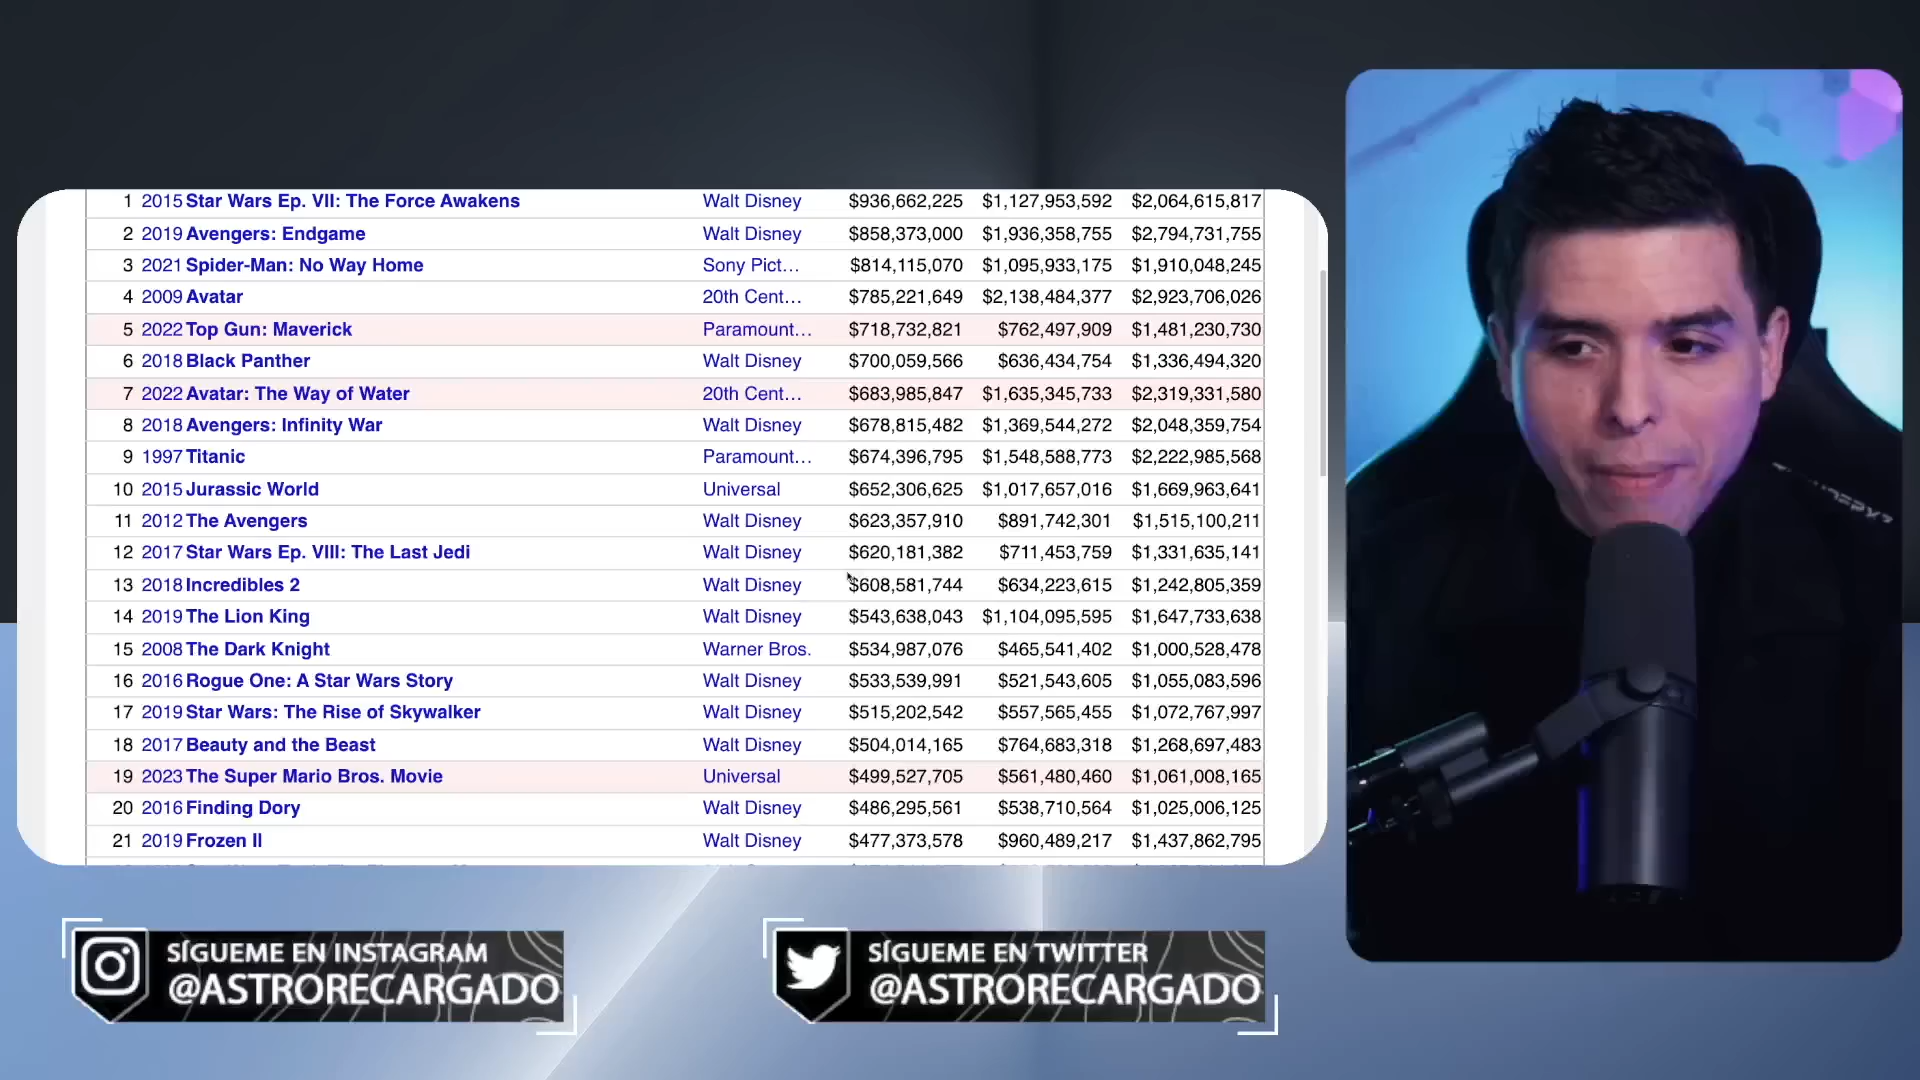 1 2015 Star Wars Ep. VII: The Force Awakens Walt Disney $936,662,225 $1,127,953,592 $2,064,615,817
2 2019 Avengers: Endgame Walt Disney $858,373,000 $1,936,358,755 $2,794,731,755
3 2021 Spider-Man: No Way Home Sony Pict… $814,115,070 $1,095,933,175 $1,910,048,245
4 2009 Avatar 20th Cent… $785,221,649 $2,138,484,377 $2,923,706,026
5 2022 Top Gun: Maverick Paramount… $718,732,821 $762,497,909 $1,481,230,730
6 2018 Black Panther Walt Disney $700,059,566 $636,434,754 $1,336,494,320
7 2022 Avatar: The Way of Water 20th Cent… $683,985,847 $1,635,345,733 $2,319,331,580
8 2018 Avengers: Infinity War Walt Disney $678,815,482 $1,369,544,272 $2,048,359,754
9 1997 Titanic Paramount… $674,396,795 $1,548,588,773 $2,222,985,568
10 2015 Jurassic World Universal $652,306,625 $1,017,657,016 $1,669,963,641
11 2012 The Avengers Walt Disney $623,357,910 $891,742,301 $1,515,100,211
12 2017 Star Wars Ep. VIII: The Last Jedi Walt Disney $620,181,382 $711,453,759 $1,331,635,141
13 2018 Incredibles 2 Walt Disney $608,581,744 $634,223,615 $1,242,805,359
14 2019 The Lion King Walt Disney $543,638,043 $1,104,095,595 $1,647,733,638
15 2008 The Dark Knight Warner Bros. $534,987,076 $465,541,402 $1,000,528,478
16 2016 Rogue One: A Star Wars Story Walt Disney $533,539,991 $521,543,605 $1,055,083,596
17 2019 Star Wars: The Rise of Skywalker Walt Disney $515,202,542 $557,565,455 $1,072,767,997
18 2017 Beauty and the Beast Walt Disney $504,014,165 $764,683,318 $1,268,697,483
19 2023 The Super Mario Bros. Movie Universal $499,527,705 $561,480,460 $1,061,008,165
20 2016 Finding Dory Walt Disney $486,295,561 $538,710,564 $1,025,006,125
21 2019 Frozen II Walt Disney $477,373,578 $960,489,217 $1,437,862,795
SÍGUEME EN INSTAGRAM
@ASTRORECARGADO
SÍGUEME EN TWITTER
@ASTRORECARGADO